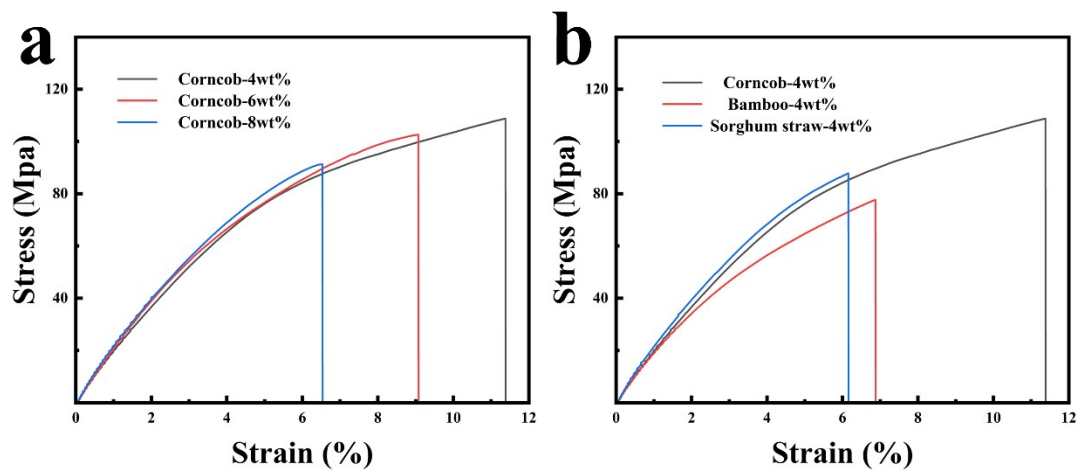 a
Corncob-4wt%
Corncob-6wt%
Corncob-8wt%
Stress (Mpa)
120
80
40
0 2 4 6 8 10 12
Strain (%)
b
Corncob-4wt%
Bamboo-4wt%
Sorghum straw-4wt%
Stress (Mpa)
120
80
40
0 2 4 6 8 10 12
Strain (%)